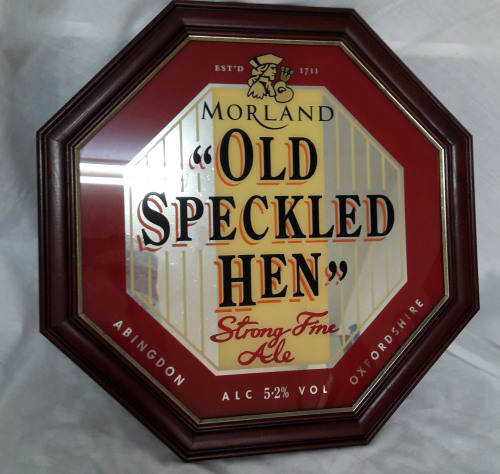 EST'D 1711
MORLAND
"OLD
SPECKLED
HEN"
Strong Fine
Ale
ABINGDON ALC 5·2% VOL OXFORDSHIRE